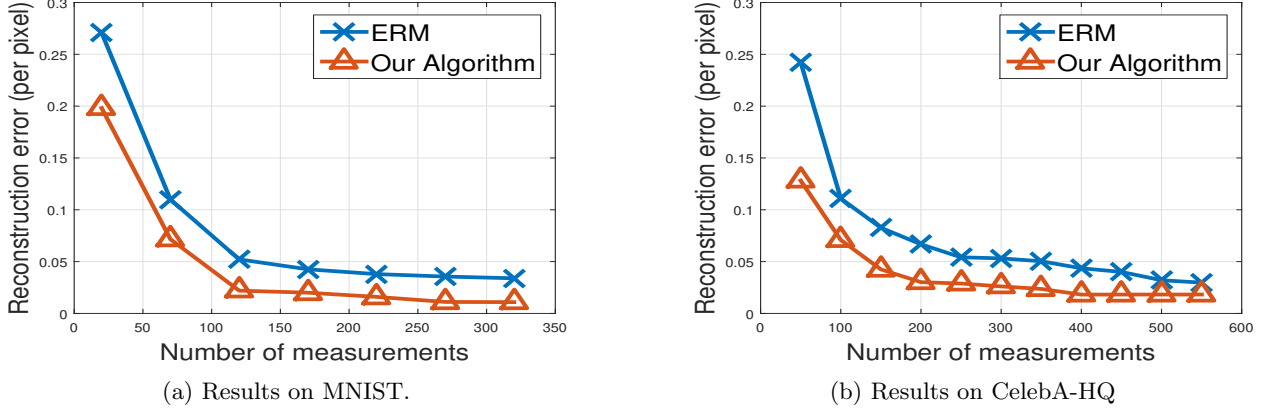 0.3
0.25
0.2
0.15
0.1
0.05
0
Reconstruction error (per pixel)
ERM
Our Algorithm
0 50 100 150 200 250 300 350
Number of measurements
(a) Results on MNIST.
0.3
0.25
0.2
0.15
0.1
0.05
0
Reconstruction error (per pixel)
ERM
Our Algorithm
0 100 200 300 400 500 600
Number of measurements
(b) Results on CelebA-HQ